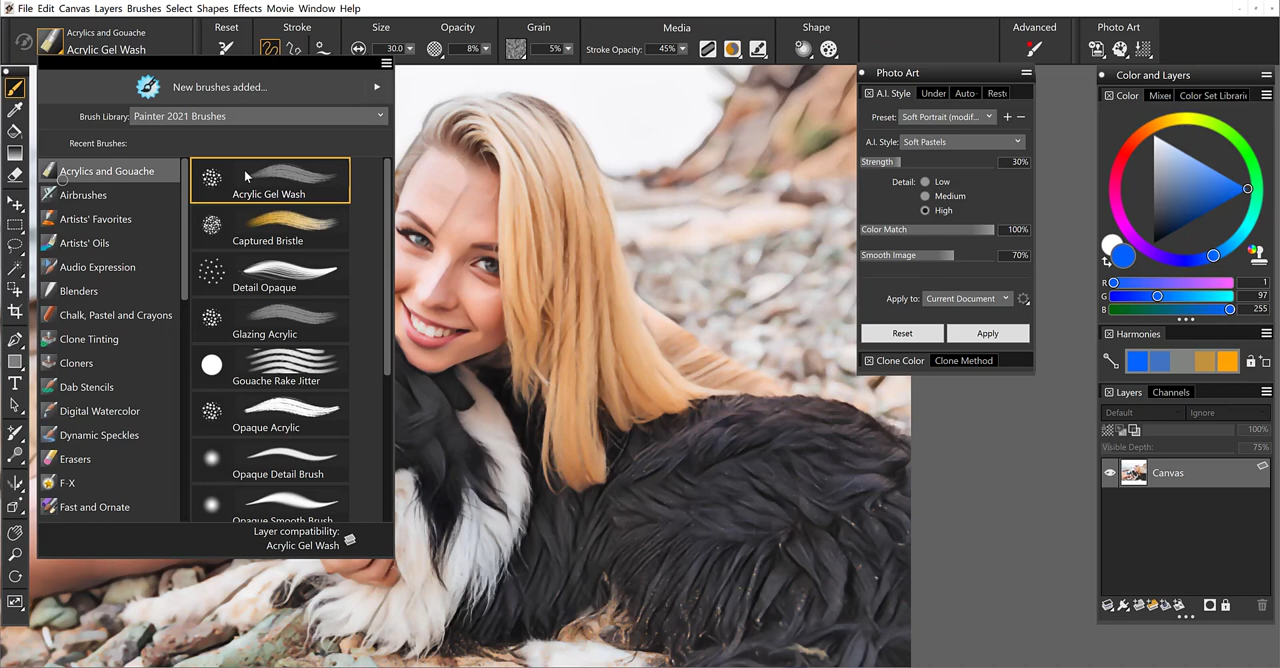 File Edit Canvas Layers Brushes Select Shapes Effects Movie Window Help
Acrylics and Gouache
Acrylic Gel Wash
Reset
Stroke
Size
30.0
Opacity
8%
Grain
5%
Media
Stroke Opacity: 45%
Shape
Advanced
Photo Art
New brushes added...
Brush Library: Painter 2021 Brushes
Recent Brushes:
Acrylics and Gouache
Airbrushes
Artists' Favorites
Artists' Oils
Audio Expression
Blenders
Chalk, Pastel and Crayons
Clone Tinting
Cloners
Dab Stencils
Digital Watercolor
Dynamic Speckles
Erasers
F-X
Fast and Ornate
Acrylic Gel Wash
Captured Bristle
Detail Opaque
Glazing Acrylic
Gouache Rake Jitter
Opaque Acrylic
Opaque Detail Brush
Opaque Smooth Brush
Layer compatibility:
Acrylic Gel Wash
Photo Art
A.I. Style Under Auto- Resto
Preset: Soft Portrait (modif...
A.I. Style: Soft Pastels
Strength 30%
Detail: Low
Medium
High
Color Match 100%
Smooth Image 70%
Apply to: Current Document
Reset Apply
Clone Color Clone Method
Color and Layers
Color Mixer Color Set Librari
R 1
G 97
B 255
Harmonies
Layers Channels
Default Ignore
100%
Visible Depth: 75%
Canvas